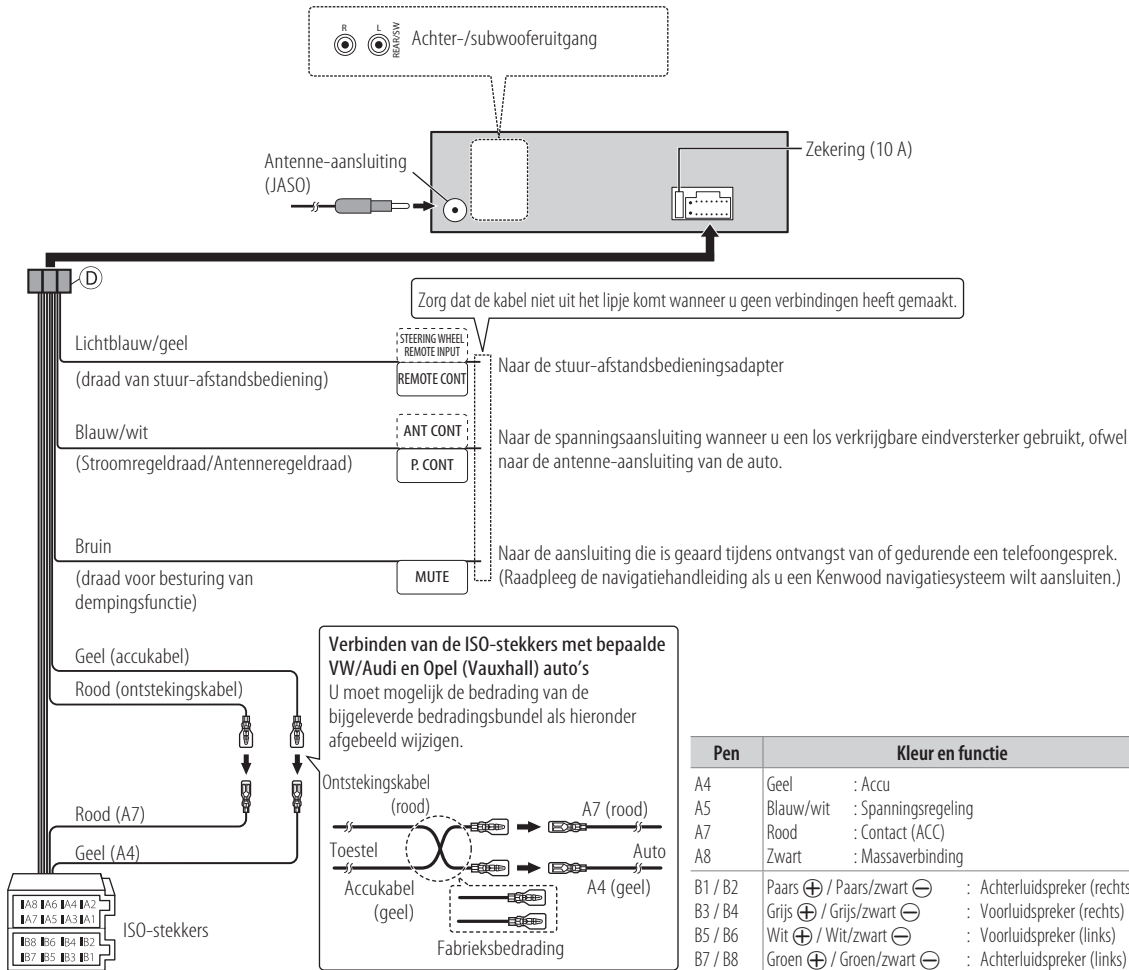 R L REAR/SW
Achter-/subwooferuitgang
Antenne-aansluiting
(JASO)
Zekering (10 A)
D
Zorg dat de kabel niet uit het lipje komt wanneer u geen verbindingen heeft gemaakt.
Lichtblauw/geel
(draad van stuur-afstandsbediening)
STEERING WHEEL
REMOTE INPUT
REMOTE CONT
Naar de stuur-afstandsbedieningsadapter
Blauw/wit
(Stroomregeldraad/Antenneregeldraad)
ANT CONT
P. CONT
Naar de spanningsaansluiting wanneer u een los verkrijgbare eindversterker gebruikt, ofwel
naar de antenne-aansluiting van de auto.
Bruin
(draad voor besturing van
dempingsfunctie)
MUTE
Naar de aansluiting die is geaard tijdens ontvangst van of gedurende een telefoongesprek.
(Raadpleeg de navigatiehandleiding als u een Kenwood navigatiesysteem wilt aansluiten.)
Geel (accukabel)
Rood (ontstekingskabel)
Rood (A7)
Geel (A4)
A8 A6 A4 A2
A7 A5 A3 A1
B8 B6 B4 B2
B7 B5 B3 B1
ISO-stekkers
Verbinden van de ISO-stekkers met bepaalde
VW/Audi en Opel (Vauxhall) auto's
U moet mogelijk de bedrading van de
bijgeleverde bedradingsbundel als hieronder
afgebeeld wijzigen.
Ontstekingskabel
(rood)
A7 (rood)
Toestel
Auto
Accukabel
(geel)
A4 (geel)
Fabrieksbedrading
Pen Kleur en functie
A4 Geel : Accu
A5 Blauw/wit : Spanningsregeling
A7 Rood : Contact (ACC)
A8 Zwart : Massaverbinding
B1 / B2 Paars ⊕ / Paars/zwart ⊖ : Achterluidspreker (rechts
B3 / B4 Grijs ⊕ / Grijs/zwart ⊖ : Voorluidspreker (rechts)
B5 / B6 Wit ⊕ / Wit/zwart ⊖ : Voorluidspreker (links)
B7 / B8 Groen ⊕ / Groen/zwart ⊖ : Achterluidspreker (links)